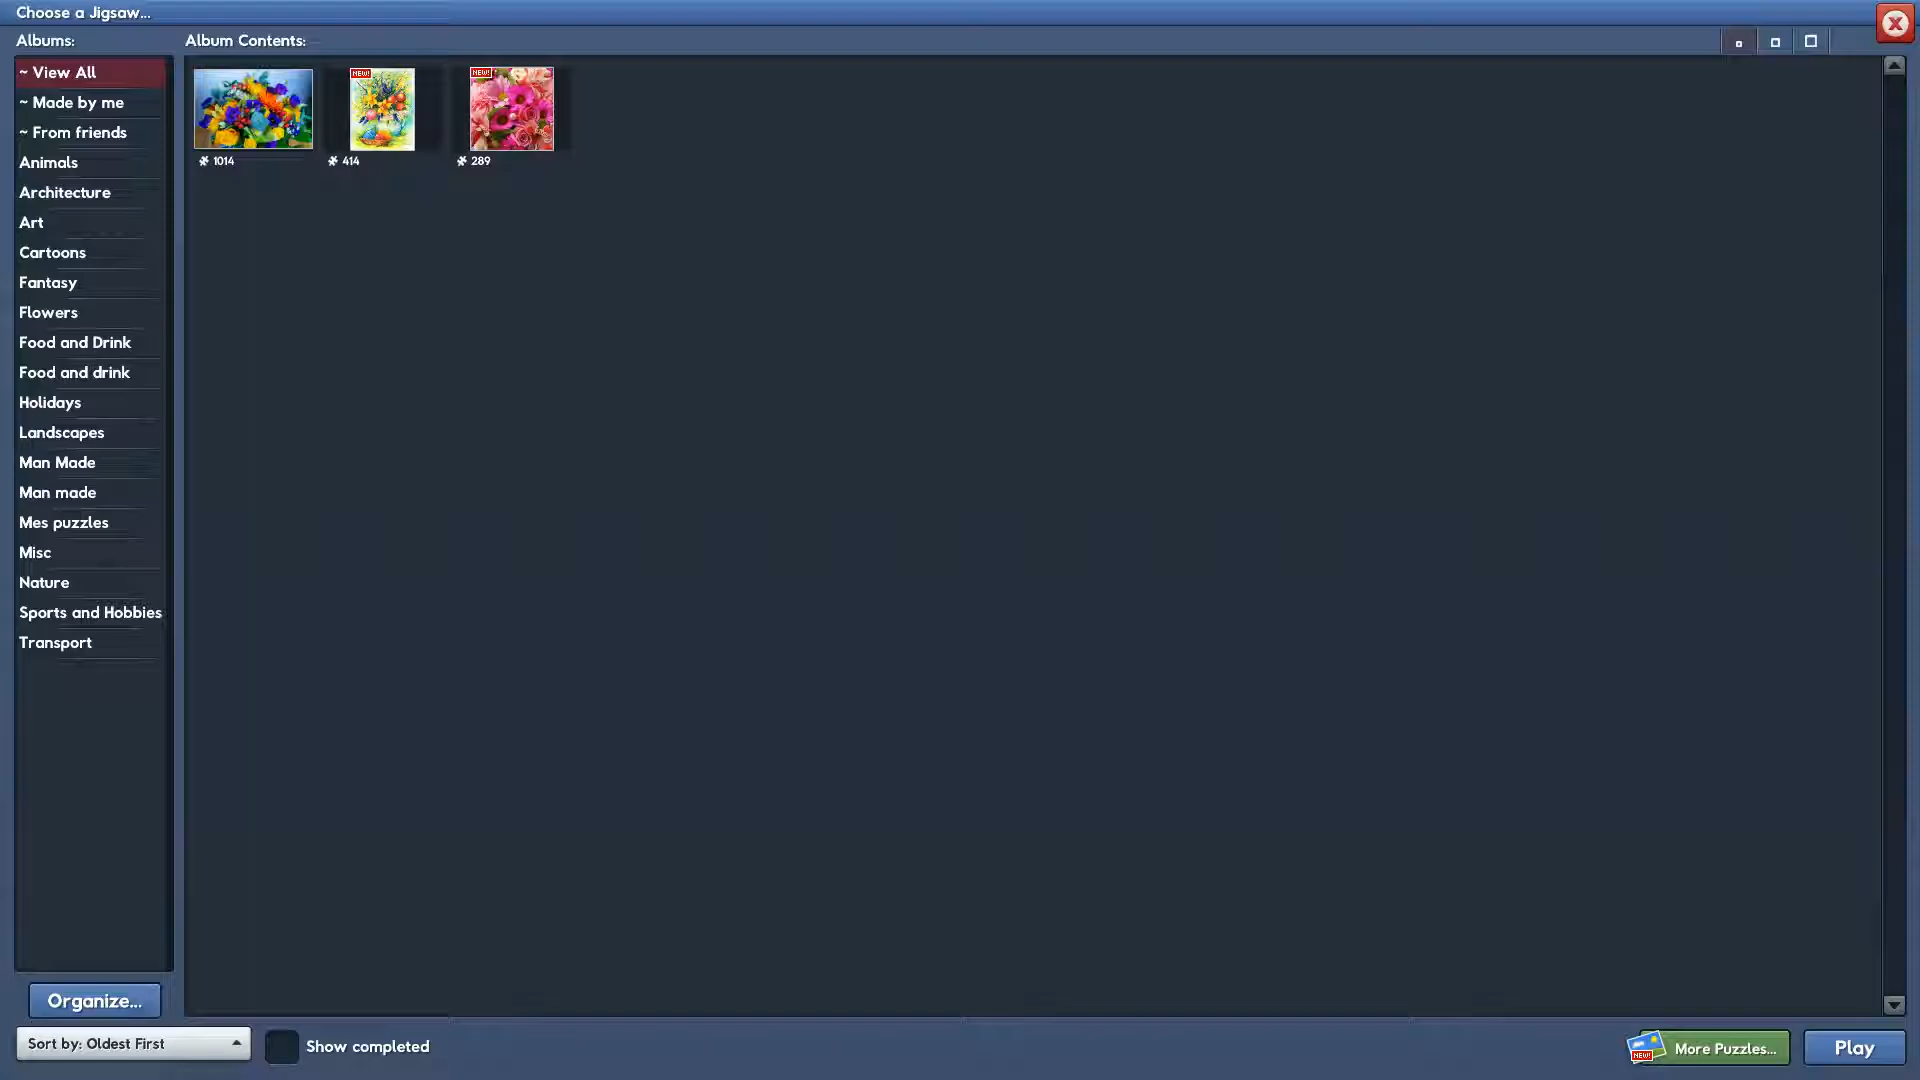 Choose a Jigsaw...
Albums:
Album Contents:
~ View All
~ Made by me
~ From friends
Animals
Architecture
Art
Cartoons
Fantasy
Flowers
Food and Drink
Food and drink
Holidays
Landscapes
Man Made
Man made
Mes puzzles
Misc
Nature
Sports and Hobbies
Transport
NEW!
NEW!
1014
414
289
Organize...
Sort by: Oldest First
Show completed
NEW!
More Puzzles...
Play